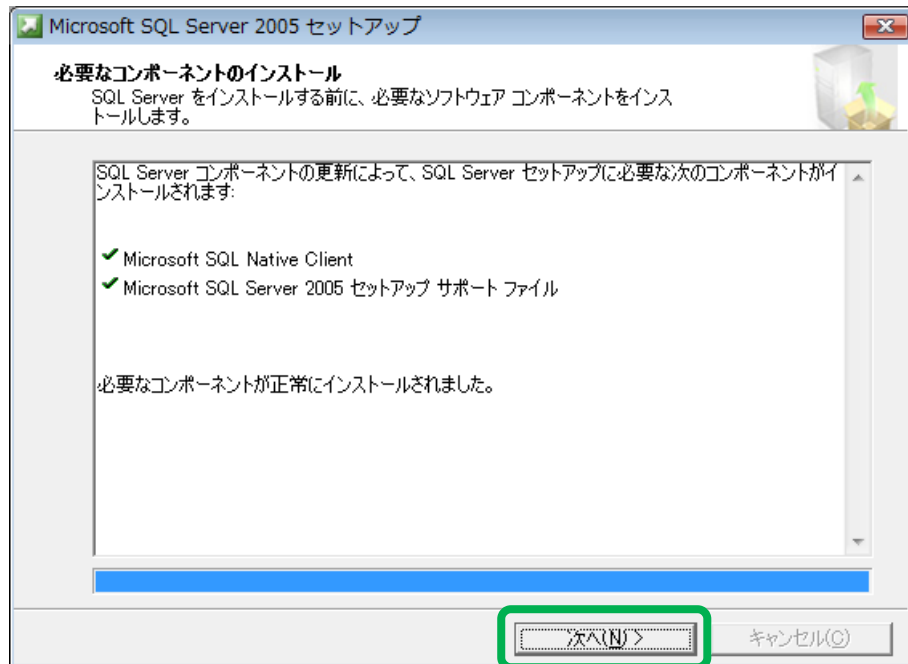 Microsoft SQL Server 2005 セットアップ
必要なコンポーネントのインストール
SQL Server をインストールする前に、必要なソフトウェア コンポーネントをインス
トールします。
SQL Server コンポーネントの更新によって、SQL Server セットアップに必要な次のコンポーネントがイ
ンストールされます:
Microsoft SQL Native Client
Microsoft SQL Server 2005 セットアップ サポート ファイル
必要なコンポーネントが正常にインストールされました。
次へ(N) >
キャンセル(C)